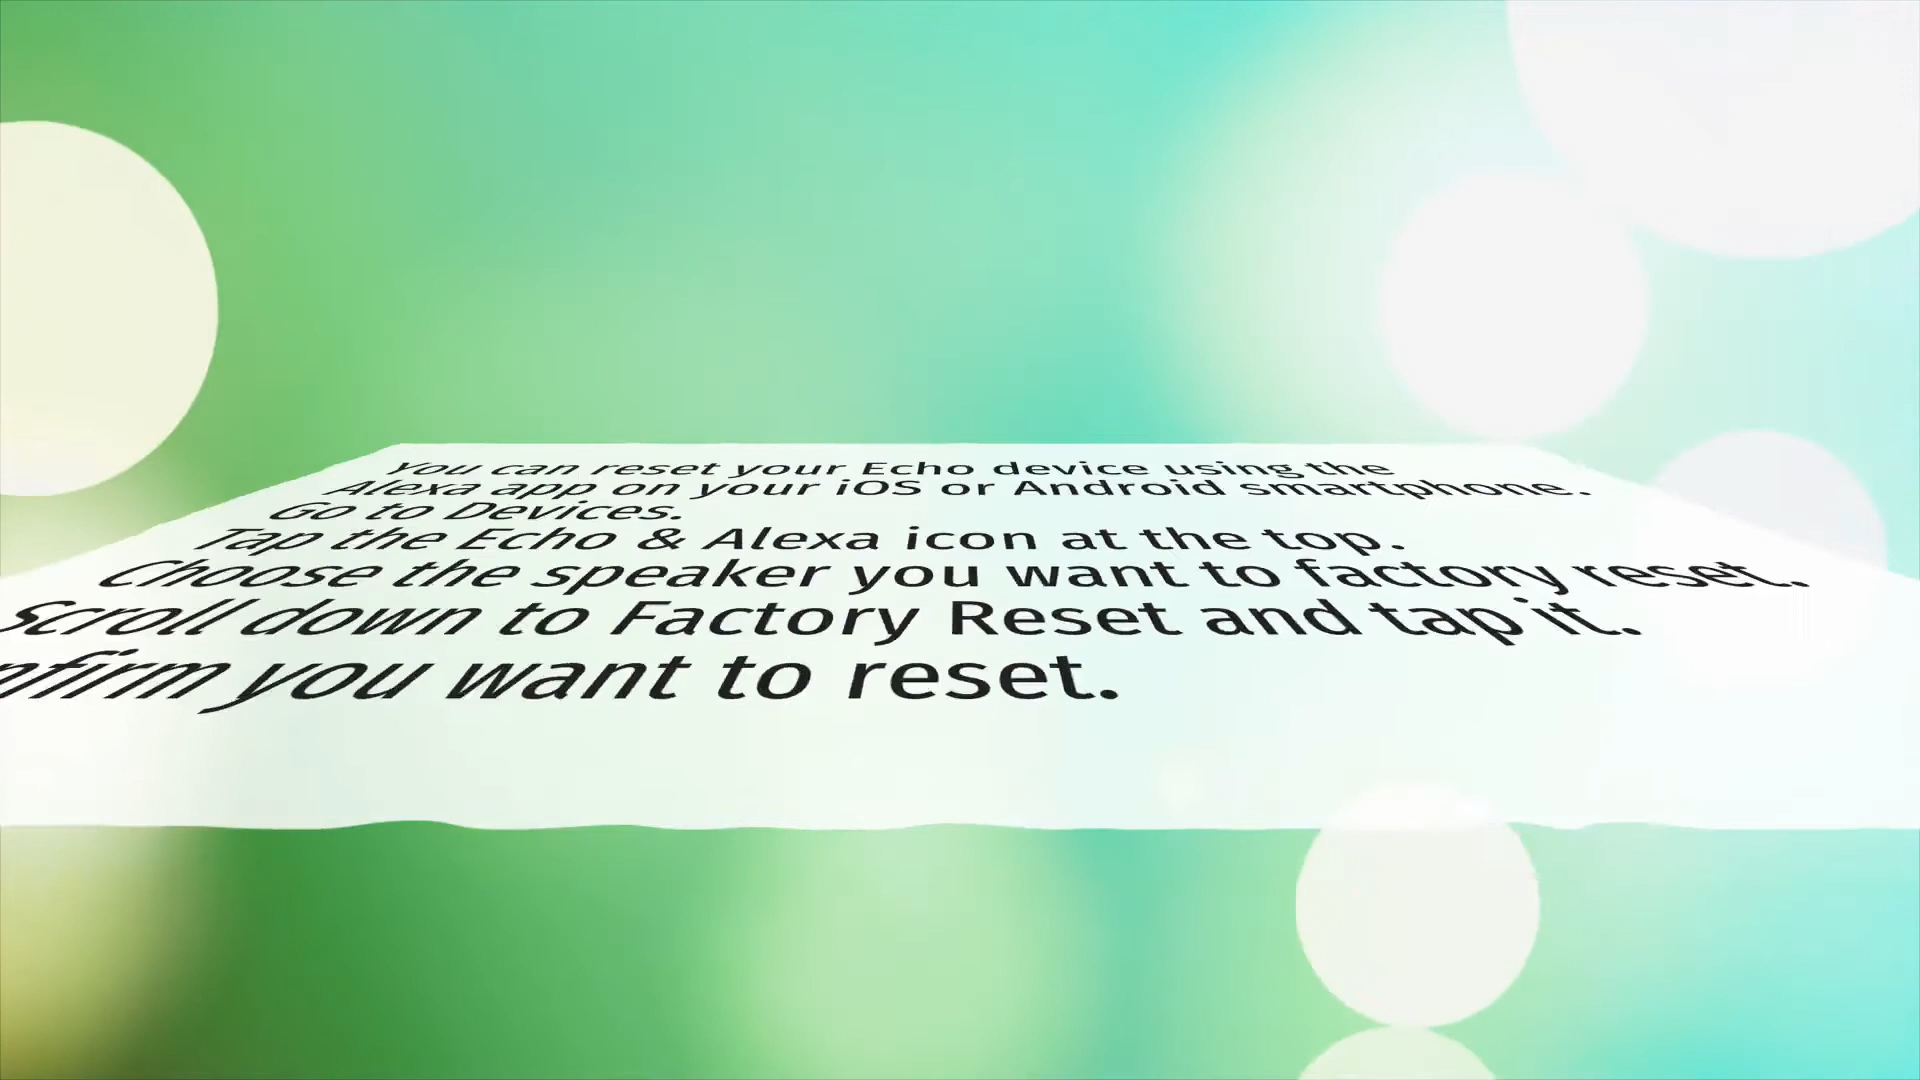 You can reset your Echo device using the
Alexa app on your iOS or Android smartphone.
Go to Devices.
Tap the Echo & Alexa icon at the top.
Choose the speaker you want to factory reset.
Scroll down to Factory Reset and tap it.
you want to reset.